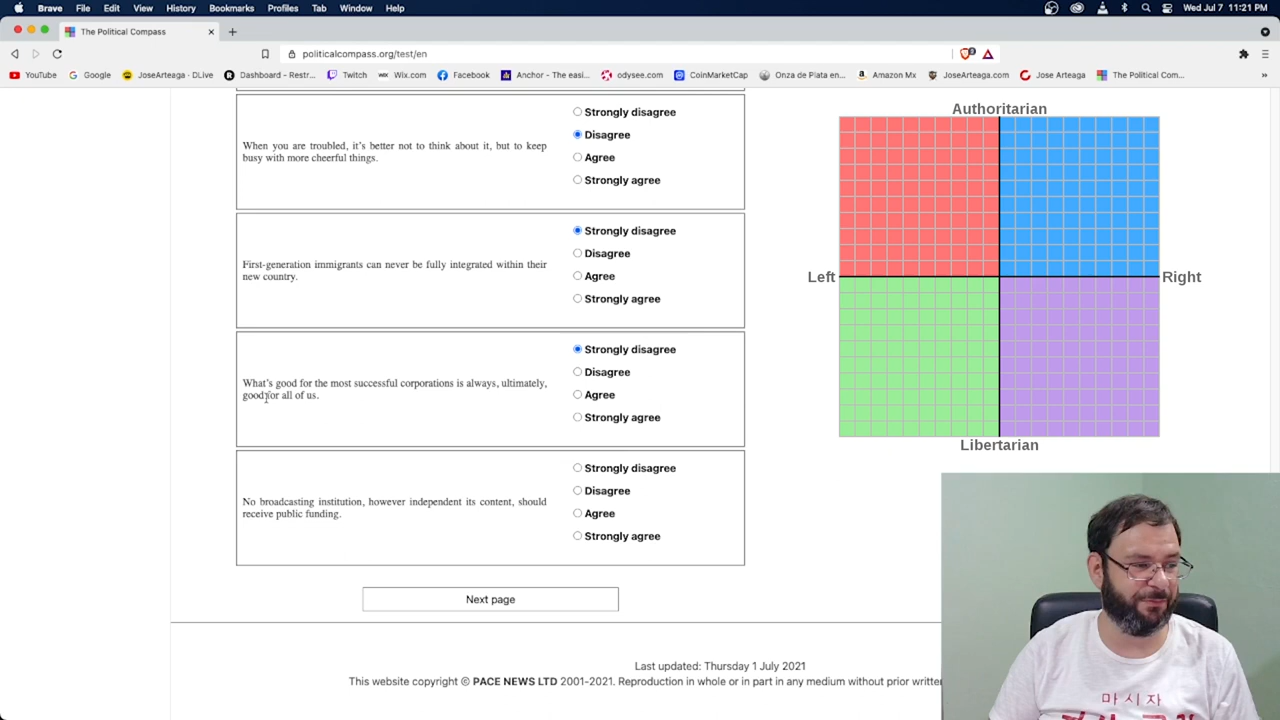 Brave File Edit View History Bookmarks Profiles Tab Window Help Wed Jul 7 11:21 PM
The Political Compass
politicalcompass.org/test/en
YouTube Google JoseArteaga · DLive Dashboard - Restr... Twitch Wix.com Facebook Anchor - The easi... odysee.com CoinMarketCap Onza de Plata en... Amazon Mx JoseArteaga.com Jose Arteaga The Political Com...
Strongly disagree
When you are troubled, it's better not to think about it, but to keep
busy with more cheerful things.
Disagree
Agree
Strongly agree
Strongly disagree
First-generation immigrants can never be fully integrated within their
new country.
Disagree
Agree
Strongly agree
Strongly disagree
What's good for the most successful corporations is always, ultimately,
good for all of us.
Disagree
Agree
Strongly agree
Strongly disagree
No broadcasting institution, however independent its content, should
receive public funding.
Disagree
Agree
Strongly agree
Next page
Authoritarian
Left
Right
Libertarian
Last updated: Thursday 1 July 2021
This website copyright © PACE NEWS LTD 2001-2021. Reproduction in whole or in part in any medium without prior written
마시자